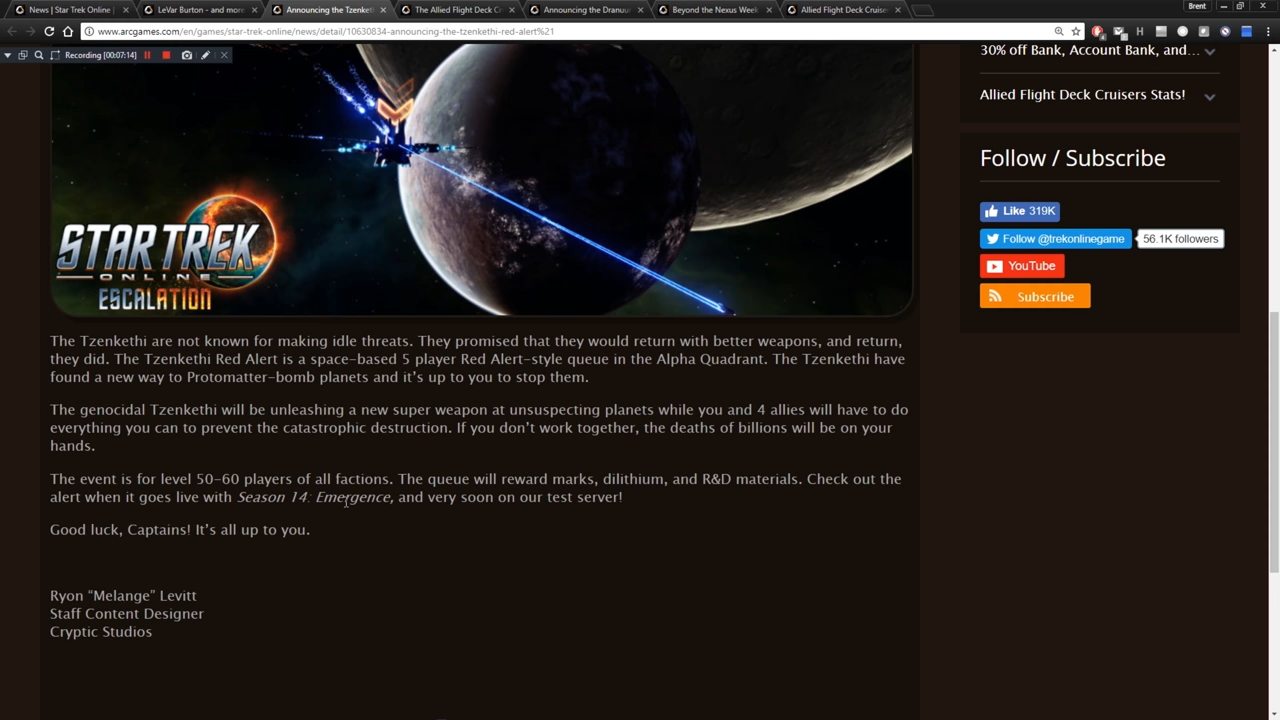 News | Star Trek Online
LeVar Burton - and more
Announcing the Tzenketh
The Allied Flight Deck C
Announcing the Dranuu
Beyond the Nexus Week
Allied Flight Deck Cruise
Brent
www.arcgames.com/en/games/star-trek-online/news/detail/10630834-announcing-the-tzenkethi-red-alert%21
Recording [00:07:14]
30% off Bank, Account Bank, and...
Allied Flight Deck Cruisers Stats!
Follow / Subscribe
Like 319K
Follow @trekonlinegame
56.1K followers
YouTube
Subscribe
STAR TREK
ONLINE
ESCALATION
The Tzenkethi are not known for making idle threats. They promised that they would return with better weapons, and return,
they did. The Tzenkethi Red Alert is a space-based 5 player Red Alert-style queue in the Alpha Quadrant. The Tzenkethi have
found a new way to Protomatter-bomb planets and it's up to you to stop them.
The genocidal Tzenkethi will be unleashing a new super weapon at unsuspecting planets while you and 4 allies will have to do
everything you can to prevent the catastrophic destruction. If you don't work together, the deaths of billions will be on your
hands.
The event is for level 50-60 players of all factions. The queue will reward marks, dilithium, and R&D materials. Check out the
alert when it goes live with Season 14: Emergence, and very soon on our test server!
Good luck, Captains! It's all up to you.
Ryon “Melange” Levitt
Staff Content Designer
Cryptic Studios